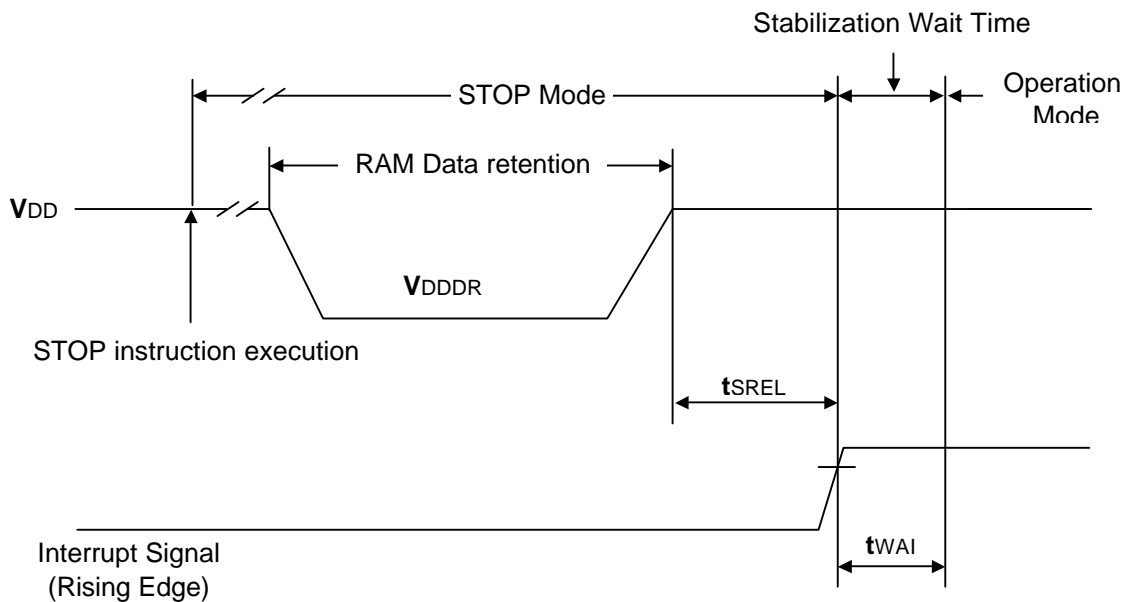 Stabilization Wait Time
STOP Mode
Operation
Mode
RAM Data retention
VDD
VDDDR
STOP instruction execution
tSREL
Interrupt Signal
(Rising Edge)
tWAI